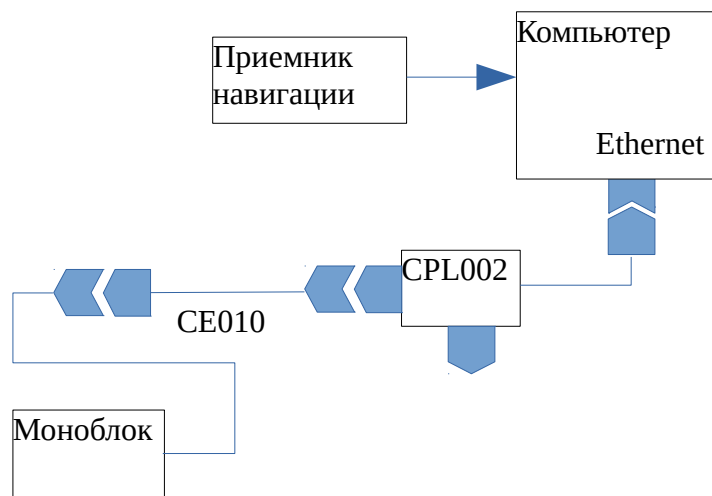 Компьютер
Приемник
навигации
Ethernet
CPL002
CE010
Моноблок